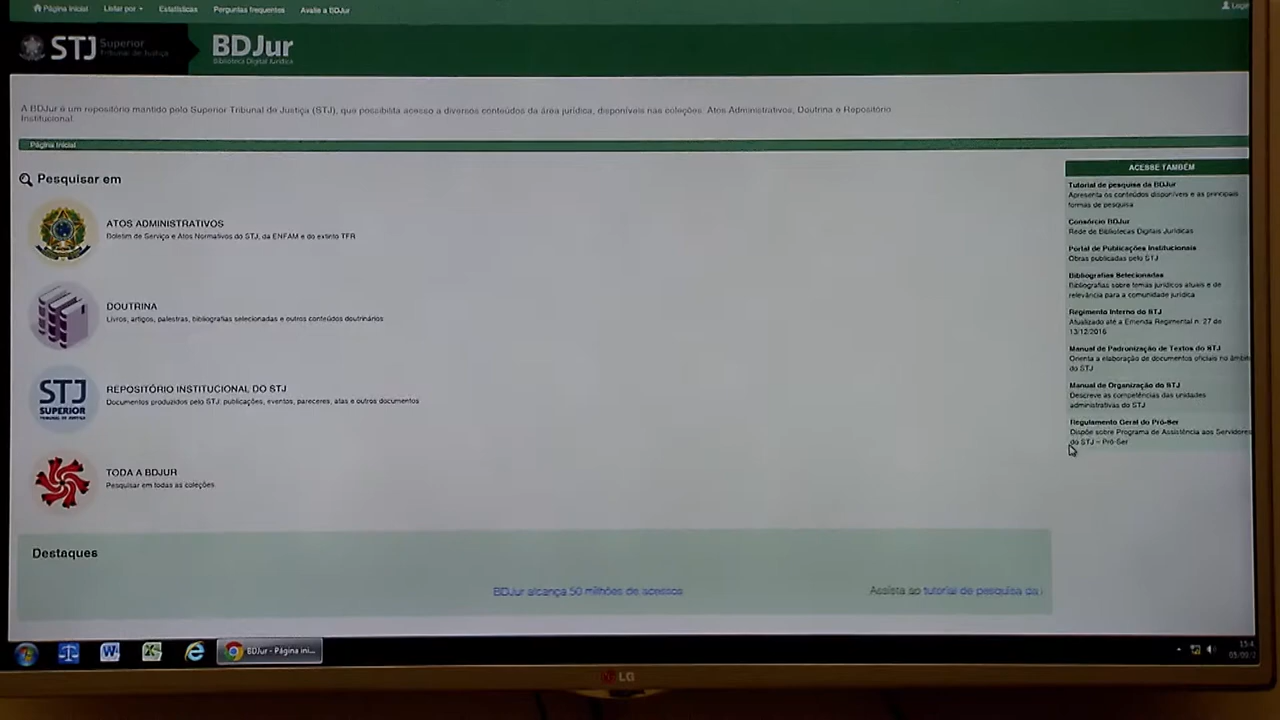 Página Inicial Listar por Estatísticas Perguntas frequentes Avalie a BDJur
STJ Superior
Tribunal de Justiça
BDJur
Biblioteca Digital Jurídica
A BDJur é um repositório mantido pelo Superior Tribunal de Justiça (STJ), que possibilita acesso a diversos conteúdos da área jurídica, disponíveis nas coleções: Atos Administrativos, Doutrina e Repositório
Institucional.
Página Inicial
Pesquisar em
ATOS ADMINISTRATIVOS
Boletim de Serviço e Atos Normativos do STJ, da ENFAM e do extinto TFR
DOUTRINA
Livros, artigos, palestras, bibliografias selecionadas e outros conteúdos doutrinários
STJ
SUPERIOR
TRIBUNAL DE JUSTIÇA
REPOSITÓRIO INSTITUCIONAL DO STJ
Documentos produzidos pelo STJ: publicações, eventos, pareceres, atas e outros documentos
TODA A BDJUR
Pesquisar em todas as coleções
ACESSE TAMBÉM
Tutorial de pesquisa da BDJur
Apresenta os conteúdos disponíveis e as principais
formas de pesquisa
Consórcio BDJur
Rede de Bibliotecas Digitais Jurídicas
Portal de Publicações Institucionais
Obras publicadas pelo STJ
Bibliografias Selecionadas
Bibliografias sobre temas jurídicos atuais e de
relevância para a comunidade jurídica
Regimento Interno do STJ
Atualizado até a Emenda Regimental n. 27 de
13/12/2016
Manual de Padronização de Textos do STJ
Orienta a elaboração de documentos oficiais no âmbito
do STJ
Manual de Organização do STJ
Descreve as competências das unidades
administrativas do STJ
Regulamento Geral do Pró-Ser
Dispõe sobre Programa de Assistência aos Servidores
do STJ – Pró-Ser
Destaques
BDJur alcança 50 milhões de acessos
Assista ao tutorial de pesquisa da
BDJur - Página ini...
15:4
LG